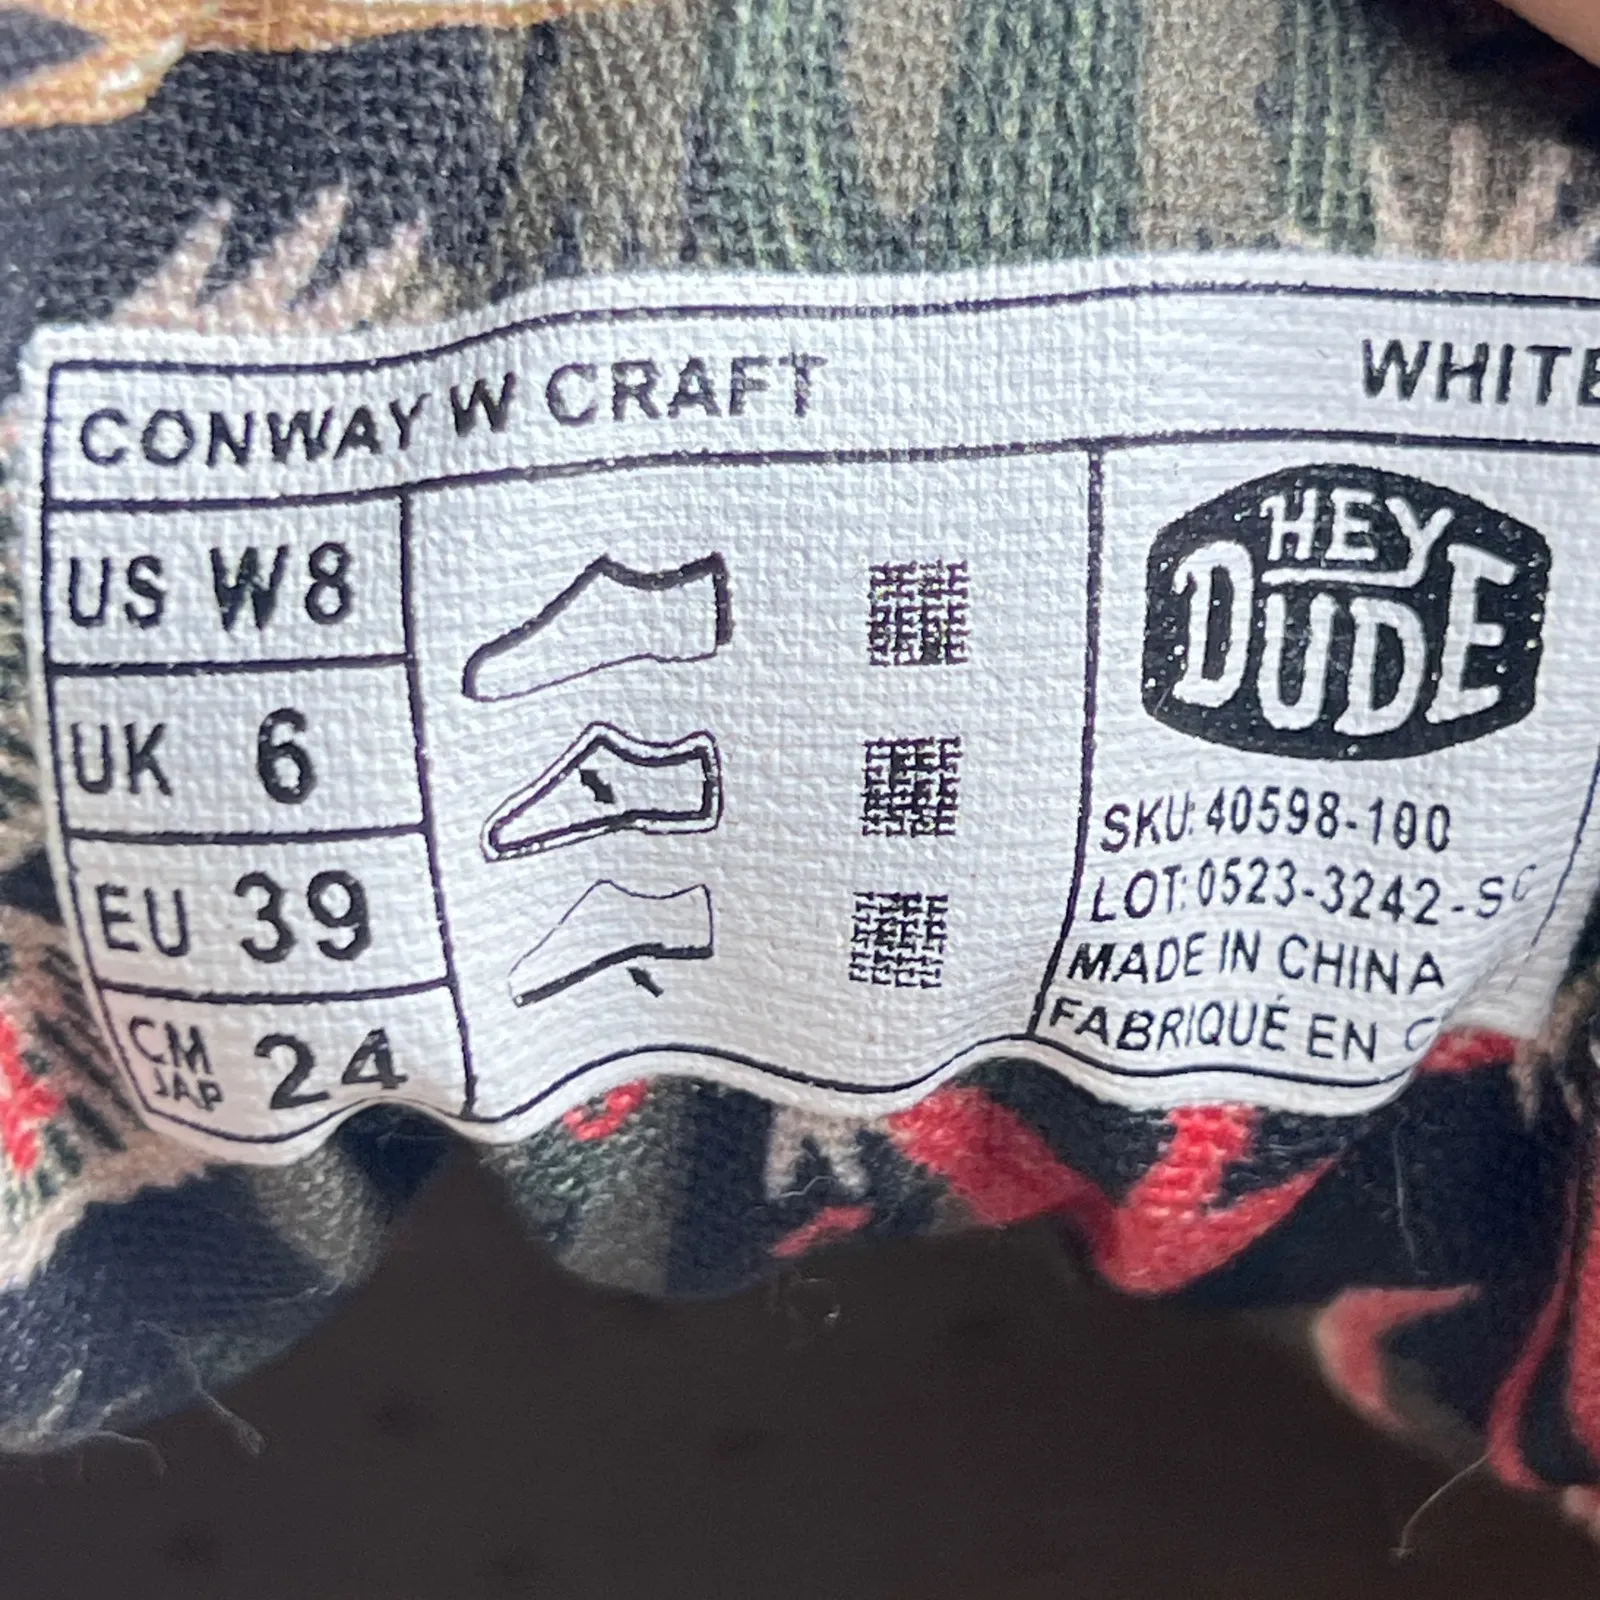 CONWAY W CRAFT WHITE
US W8
UK 6
EU 39
CM JAP 24
HEY
DUDE
SKU: 40598-100
LOT: 0523-3242-SC
MADE IN CHINA
FABRIQUÉ EN